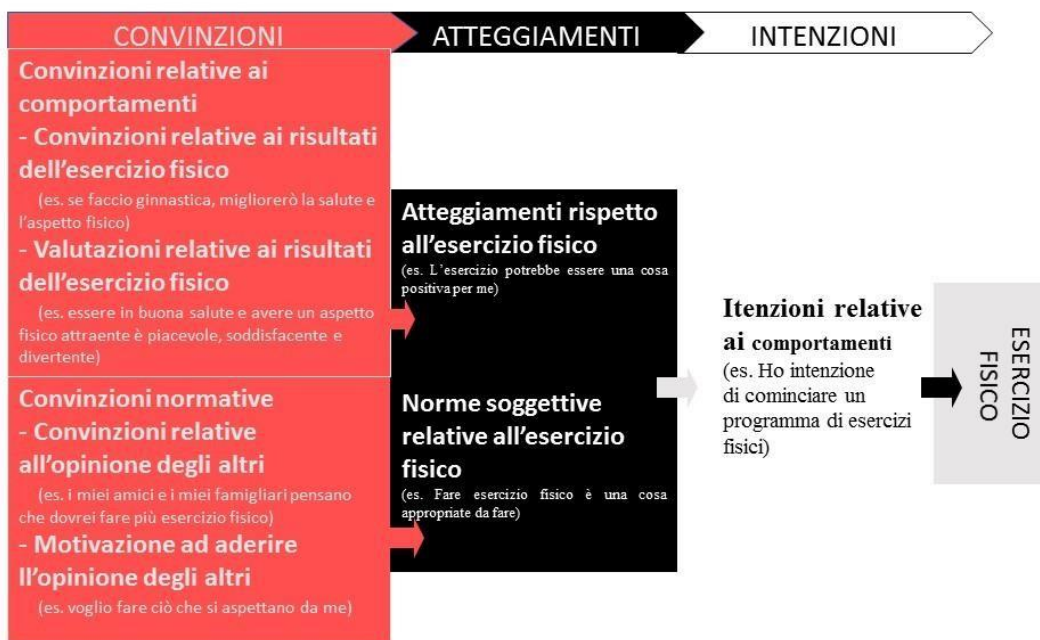 CONVINZIONI
ATTEGGIAMENTI
INTENZIONI
Convinzioni relative ai
comportamenti
- Convinzioni relative ai risultati
dell'esercizio fisico
(es. se faccio ginnastica, migliorerò la salute e
l'aspetto fisico)
- Valutazioni relative ai risultati
dell'esercizio fisico
(es. essere in buona salute e avere un aspetto
fisico attraente è piacevole, soddisfacente e
divertente)
Convinzioni normative
- Convinzioni relative
all'opinione degli altri
(es. i miei amici e i miei famigliari pensano
che dovrei fare più esercizio fisico)
- Motivazione ad aderire
ll'opinione degli altri
(es. voglio fare ciò che si aspettano da me)
Atteggiamenti rispetto
all'esercizio fisico
(es. L'esercizio potrebbe essere una cosa
positiva per me)
Norme soggettive
relative all'esercizio
fisico
(es. Fare esercizio fisico è una cosa
appropriate da fare)
Itenzioni relative
ai comportamenti
(es. Ho intenzione
di cominciare un
programma di esercizi
fisici)
ESERCIZIO
FISICO